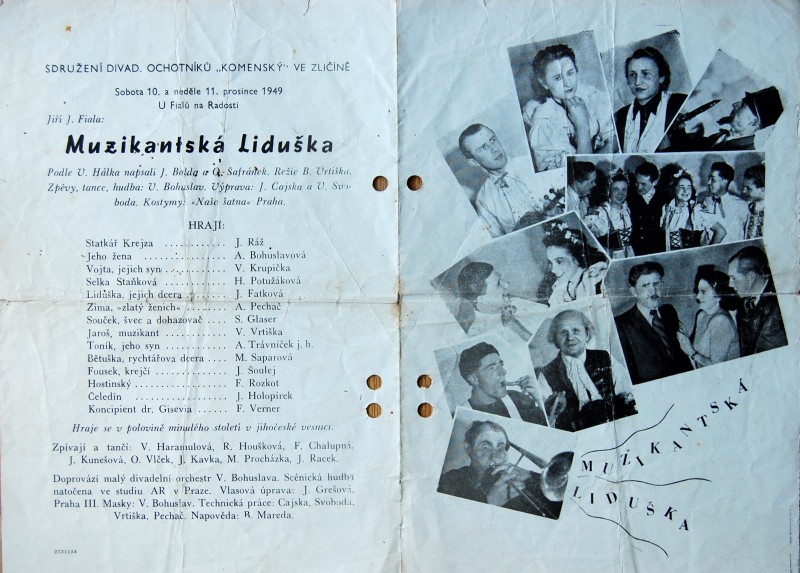 SDRUŽENÍ DIVAD. OCHOTNÍKŮ „KOMENSKÝ" VE ZLIČÍNĚ
Sobota 10. a neděle 11. prosince 1949
U Fialů na Radosti
Jiří J. Fiala:
Muzikantská Liduška
Podle V. Hálka napsali J. Bolda a O. Šafránek. Režie B. Vrtiška.
Zpěvy, tance, hudba: V. Bohuslav. Výprava: J. Cajska a V. Svo-
boda. Kostymy: »Naše šatna« Praha.
HRAJÍ:
Statkář Krejza ............ J. Ráž
Jeho žena ................ A. Bohuslavová
Vojta, jejich syn ........... V. Krupička
Selka Staňková ............ H. Potužáková
Liduška, jejich dcera ....... J. Fatková
Zima, »zlatý ženich« ........ A. Pechač
Souček, švec a dohazovač .... S. Glaser
Jaroš, muzikant ............ V. Vrtiška
Toník, jeho syn ............ A. Trávníček j. h.
Bětuška, rychtářova dcera .... M. Saparová
Fousek, krejčí ............. J. Soulej
Hostinský ................. F. Rozkot
Čeledín .................. J. Holopírek
Koncipient dr. Gisevia ...... F. Verner
Hraje se v polovině minulého století v jihočeské vesnici.
Zpívají a tančí: V. Haramulová, R. Houšková, F. Chalupná,
J. Kunešová, O. Vlček, J. Kavka, M. Procházka, J. Racek.
Doprovází malý divadelní orchestr V. Bohuslava. Scénická hudba
natočena ve studiu AR v Praze. Vlasová úprava: J. Grešová,
Praha III. Masky: V. Bohuslav. Technická práce: Cajska, Svoboda,
Vrtiška, Pechač. Napověda: B. Mareda.
MUZIKANTSKÁ
LIDUŠKA